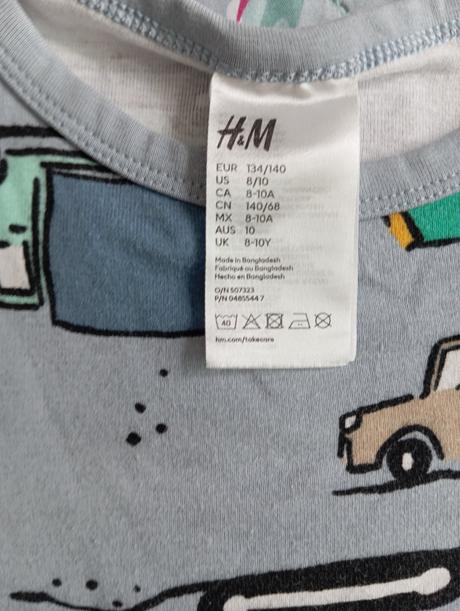 H&M
EUR 134/140
US 8/10
CA 8-10A
CN 140/68
MX 8-10A
AUS 10
UK 8-10Y
Made in Bangladesh
Fabriqué au Bangladesh
Hecho en Bangladesh
O/N 507323
P/N 0485544 7
40
hm.com/takecare